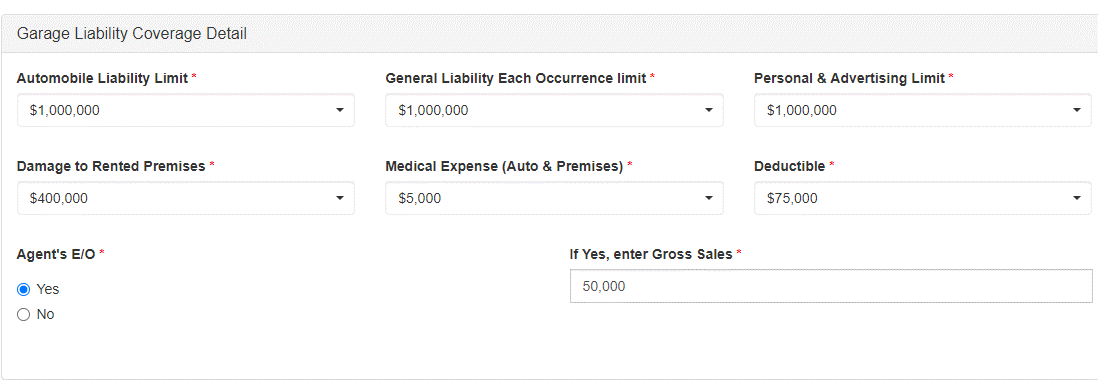 Garage Liability Coverage Detail
Automobile Liability Limit * General Liability Each Occurrence limit * Personal & Advertising Limit *
$1,000,000 $1,000,000 $1,000,000
Damage to Rented Premises * Medical Expense (Auto & Premises) * Deductible *
$400,000 $5,000 $75,000
Agent's E/O * If Yes, enter Gross Sales *
Yes 50,000
No